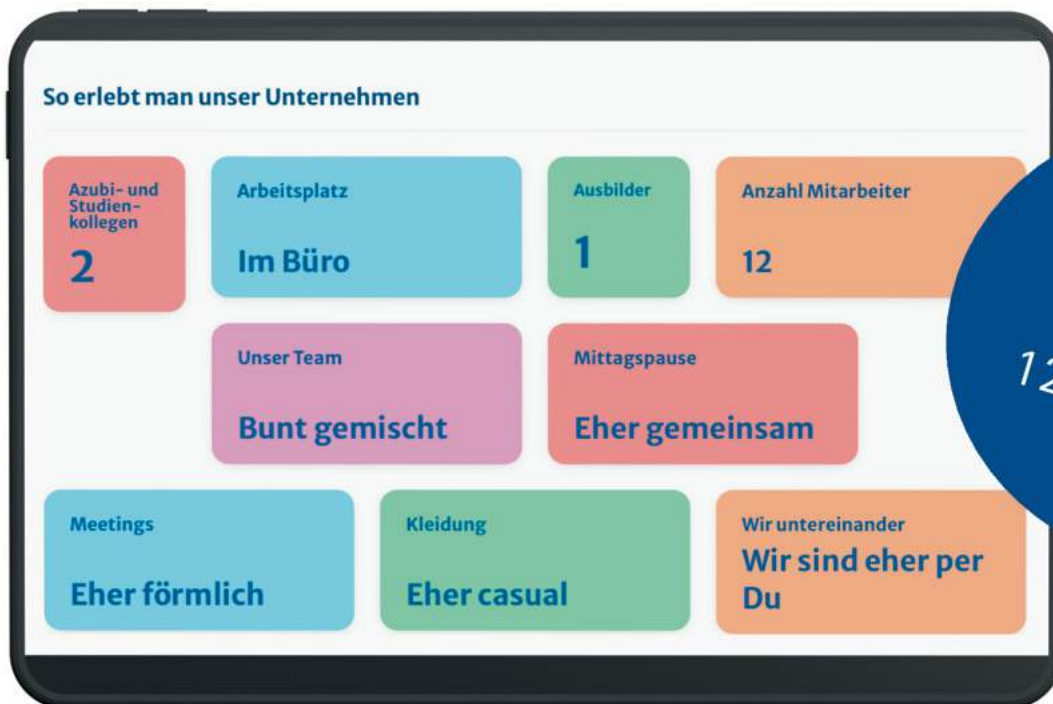 So erlebt man unser Unternehmen
Azubi- und
Studien-
kollegen
2
Arbeitsplatz
Im Büro
Ausbilder
1
Anzahl Mitarbeiter
12
Unser Team
Bunt gemischt
Mittagspause
Eher gemeinsam
12
Meetings
Eher förmlich
Kleidung
Eher casual
Wir untereinander
Wir sind eher per
Du